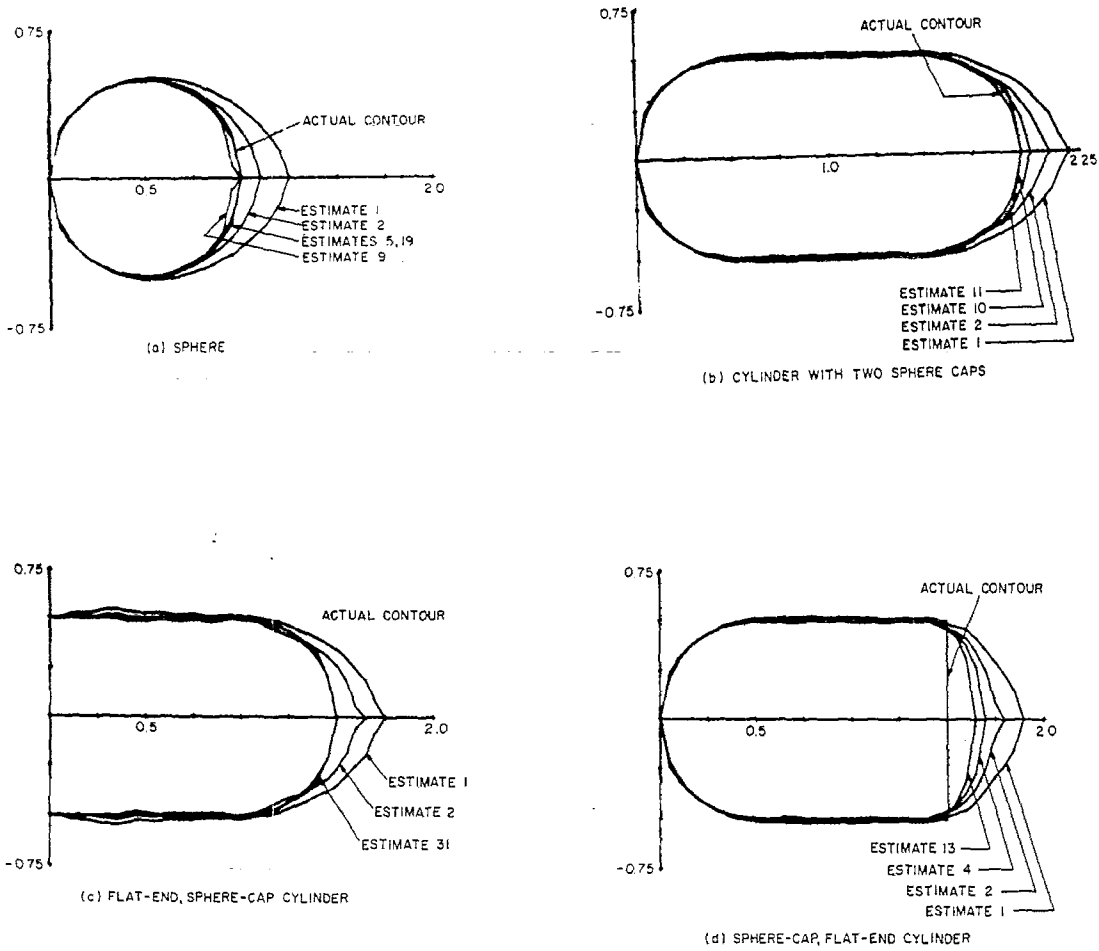 0.75
ACTUAL CONTOUR
0.5
2.0
ESTIMATE 1
ESTIMATE 2
ESTIMATES 5,19
ESTIMATE 9
-0.75
(a) SPHERE
0.75
ACTUAL CONTOUR
1.0
2.25
ESTIMATE 11
ESTIMATE 10
ESTIMATE 2
ESTIMATE 1
-0.75
(b) CYLINDER WITH TWO SPHERE CAPS
0.75
ACTUAL CONTOUR
0.5
2.0
ESTIMATE 1
ESTIMATE 2
ESTIMATE 31
-0.75
(c) FLAT-END, SPHERE-CAP CYLINDER
0.75
ACTUAL CONTOUR
0.5
2.0
ESTIMATE 13
ESTIMATE 4
ESTIMATE 2
ESTIMATE 1
-0.75
(d) SPHERE-CAP, FLAT-END CYLINDER